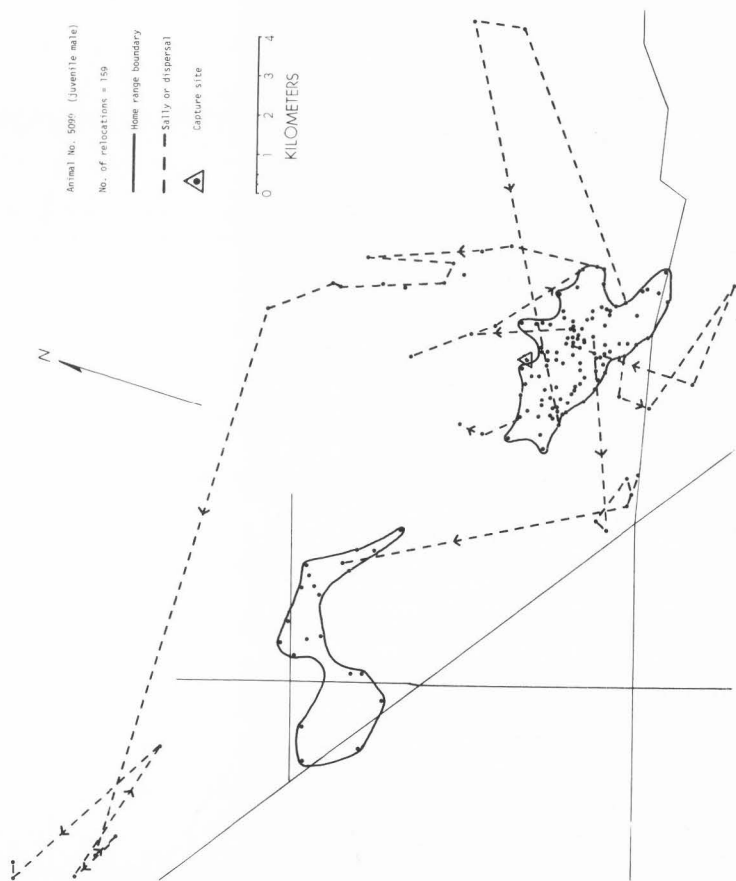 Animal No. 5099 (juvenile male)
No. of relocations = 159
Home range boundary
Sally or dispersal
Capture site
0 1 2 3 4
KILOMETERS
N